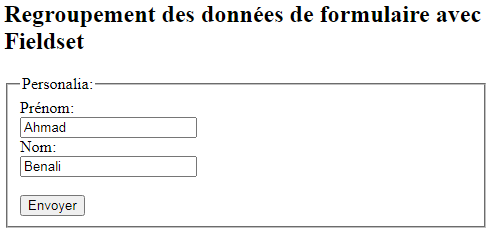 Regroupement des données de formulaire avec
Fieldset
Personalia:
Prénom:
Ahmad
Nom:
Benali
Envoyer